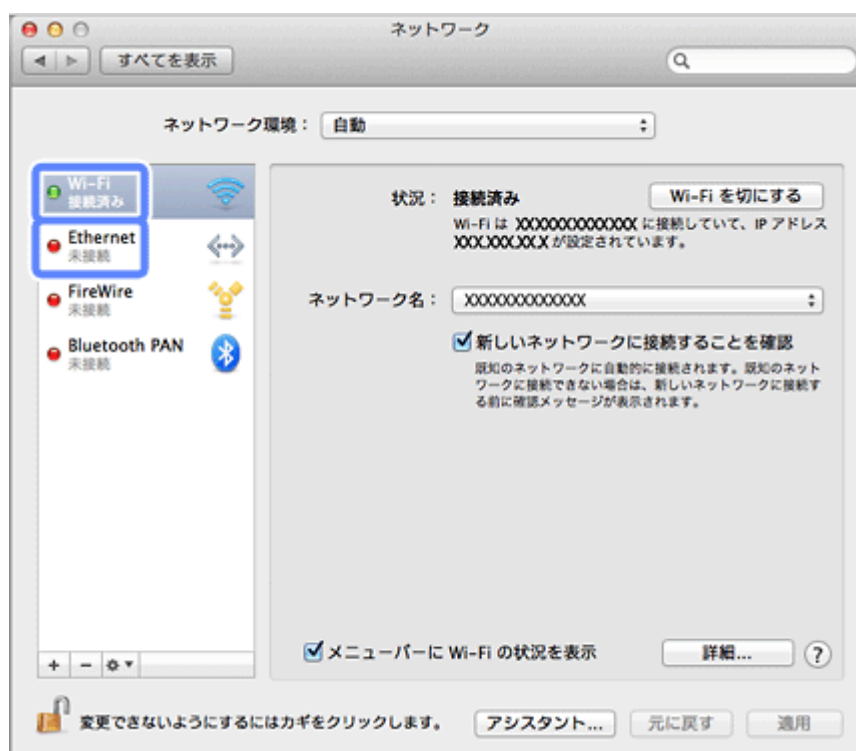 ネットワーク
すべてを表示
ネットワーク環境： 自動
Wi-Fi
接続済み
Ethernet
未接続
FireWire
未接続
Bluetooth PAN
未接続
状況： 接続済み Wi-Fi を切にする
Wi-Fi は XXXXXXXXXXXXX に接続していて、IP アドレス
XXX.XXX.XX.X が設定されています。
ネットワーク名： XXXXXXXXXXXXX
新しいネットワークに接続することを確認
既知のネットワークに自動的に接続されます。既知のネット
ワークに接続できない場合は、新しいネットワークに接続す
る前に確認メッセージが表示されます。
メニューバーに Wi-Fi の状況を表示 詳細... ?
変更できないようにするにはカギをクリックします。 アシスタント... 元に戻す 適用